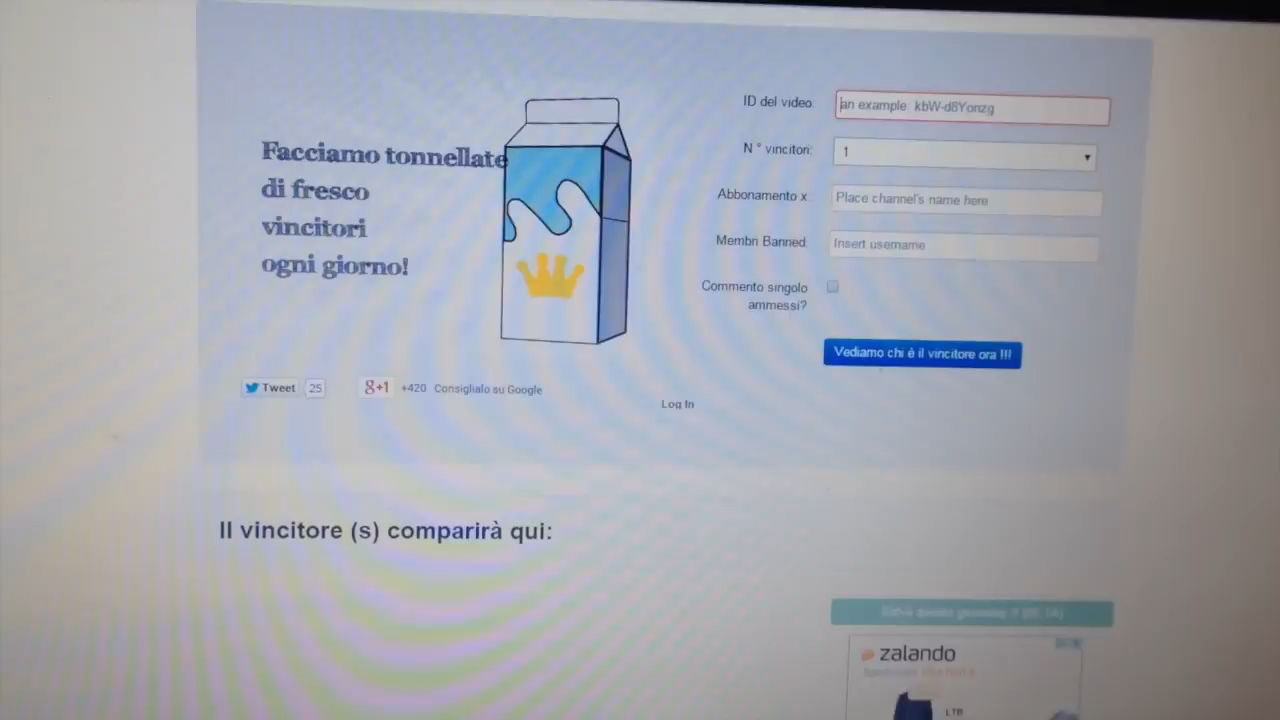 Facciamo tonnellate
di fresco
vincitori
ogni giorno!
ID del video:
an example kbW-d8Yonzg
N ° vincitori:
1
Abbonamento x
Place channel's name here
Membri Banned:
Insert username
Commento singolo
ammessi?
Vediamo chi è il vincitore ora !!!
Tweet 25
g+1 +420 Consiglialo su Google
Log In
Il vincitore (s) comparirà qui:
zalando
LTB